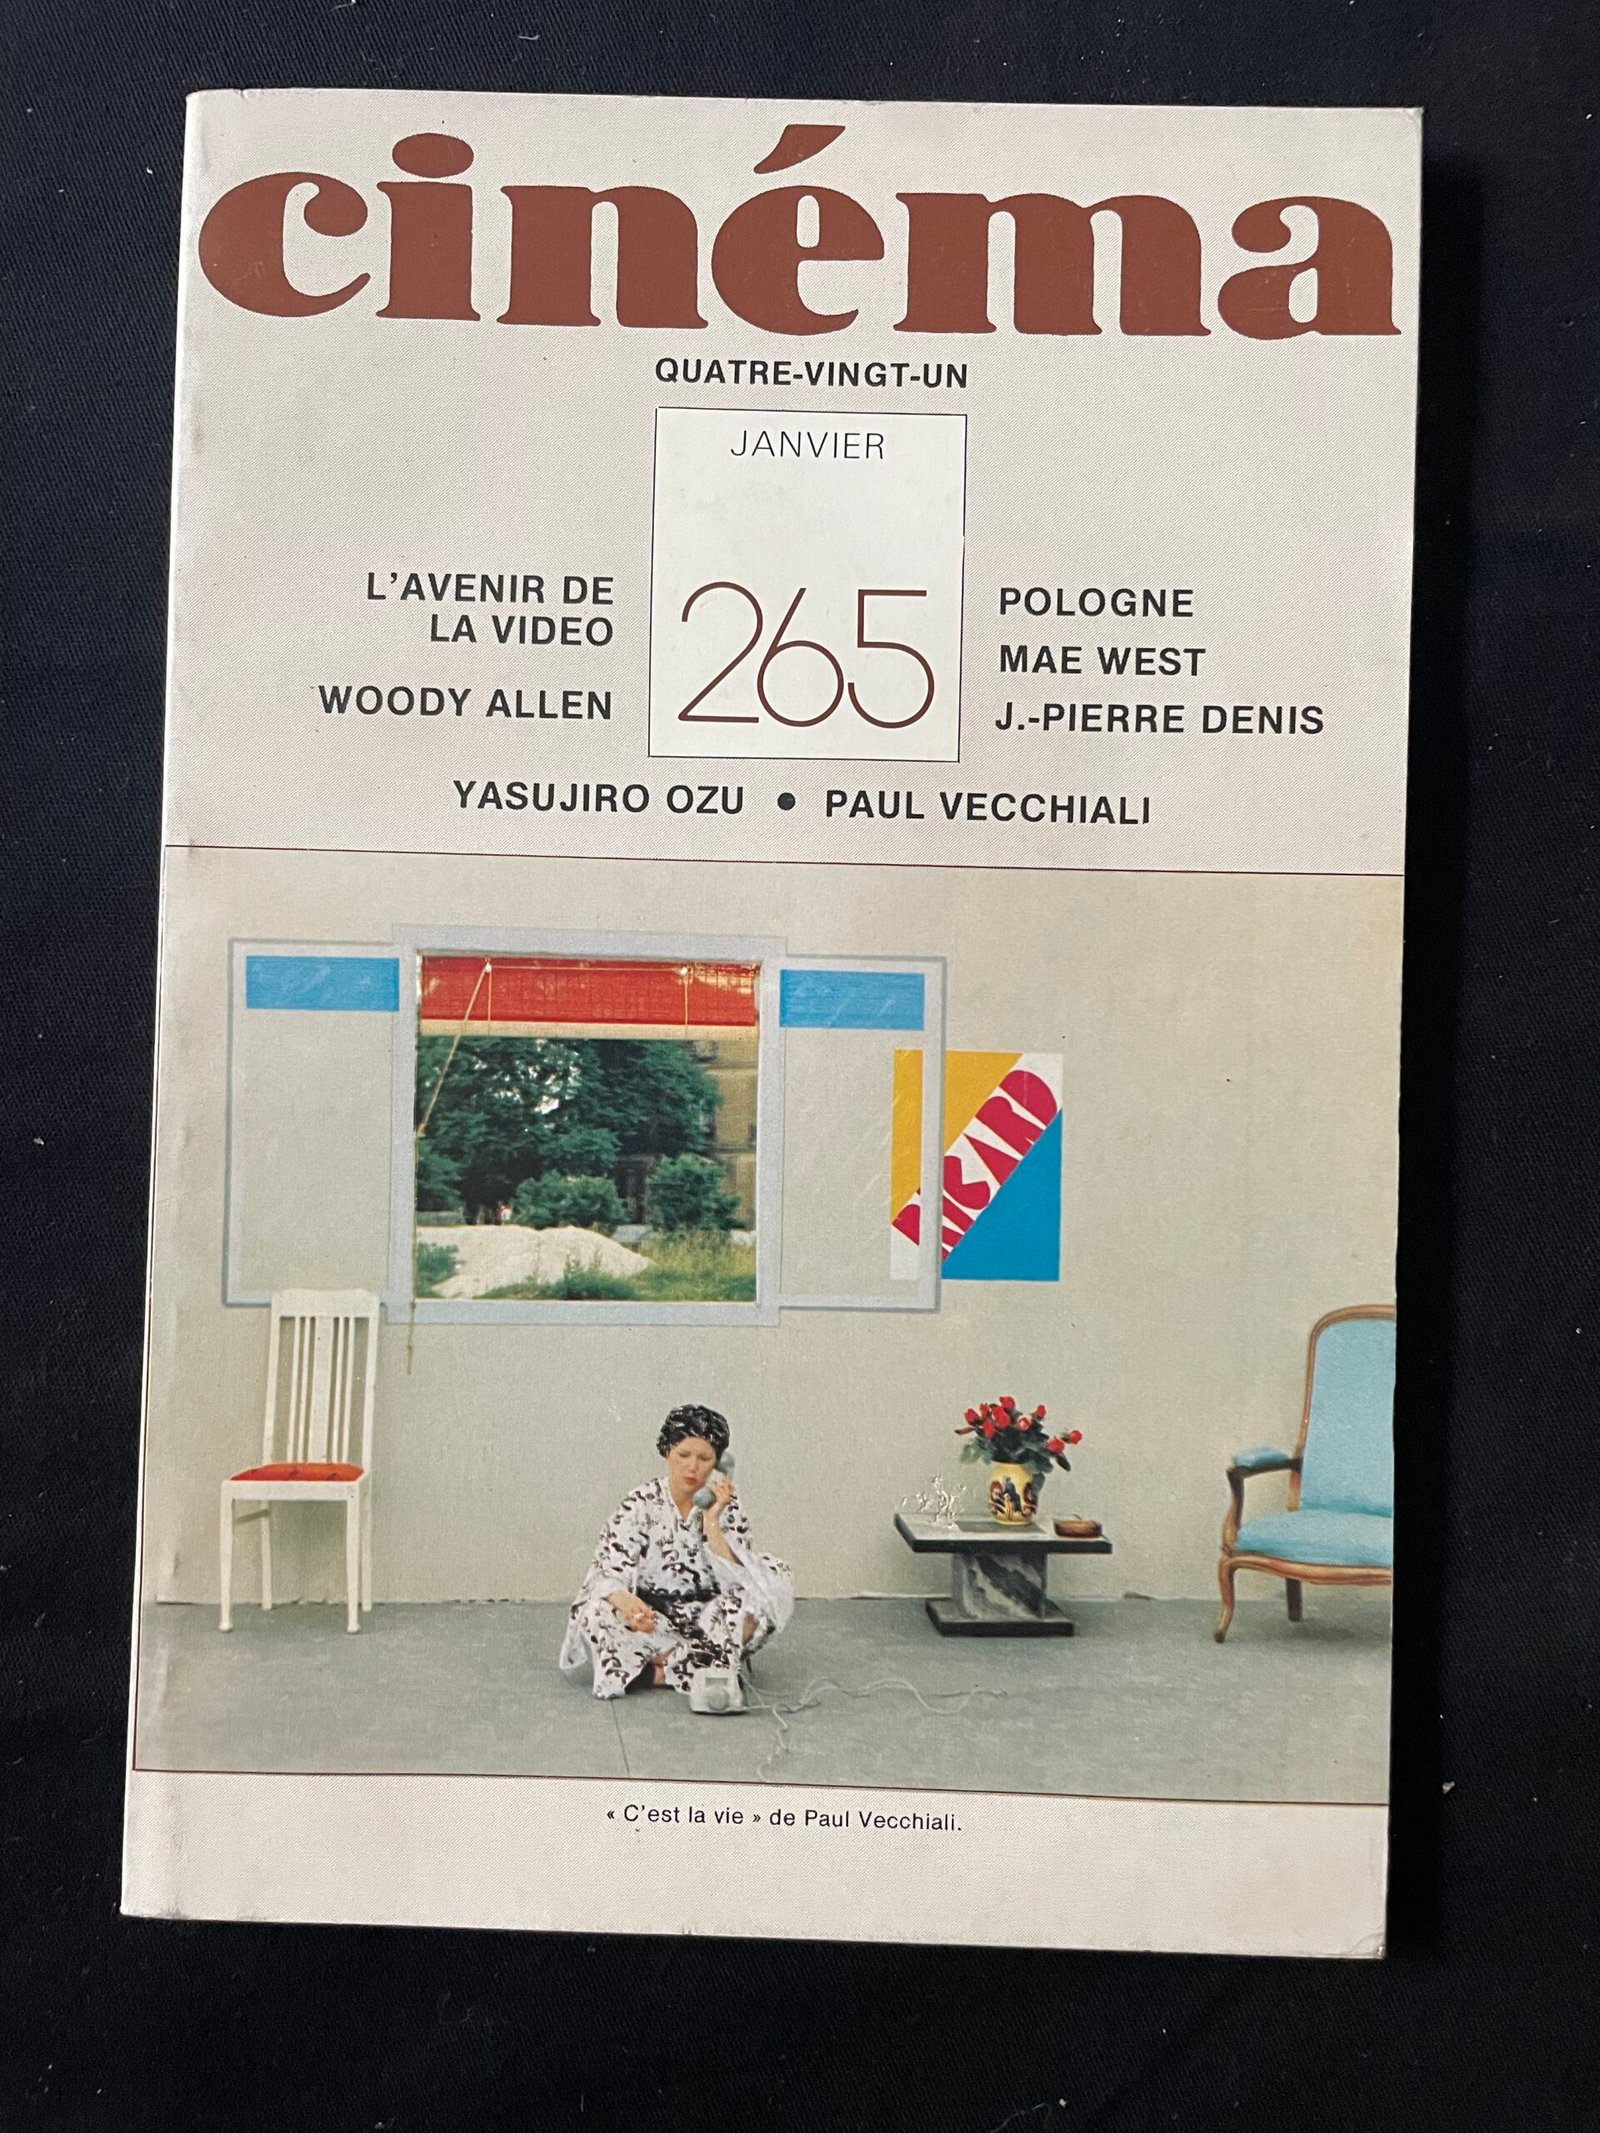 cinéma
QUATRE-VINGT-UN
JANVIER
265
L'AVENIR DE
LA VIDEO
WOODY ALLEN
POLOGNE
MAE WEST
J.-PIERRE DENIS
YASUJIRO OZU • PAUL VECCHIALI
RICARD
« C'est la vie » de Paul Vecchiali.